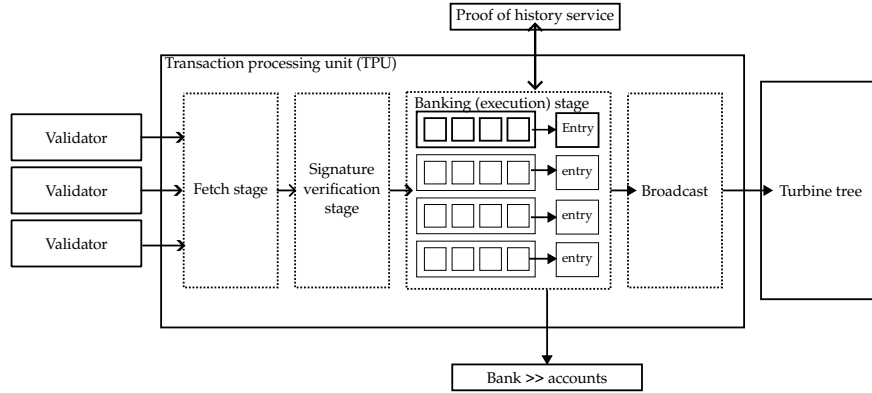 Proof of history service
Transaction processing unit (TPU)
Validator
Validator
Validator
Fetch stage
Signature
verification
stage
Banking (execution) stage
Entry
entry
entry
entry
Broadcast
Turbine tree
Bank >> accounts